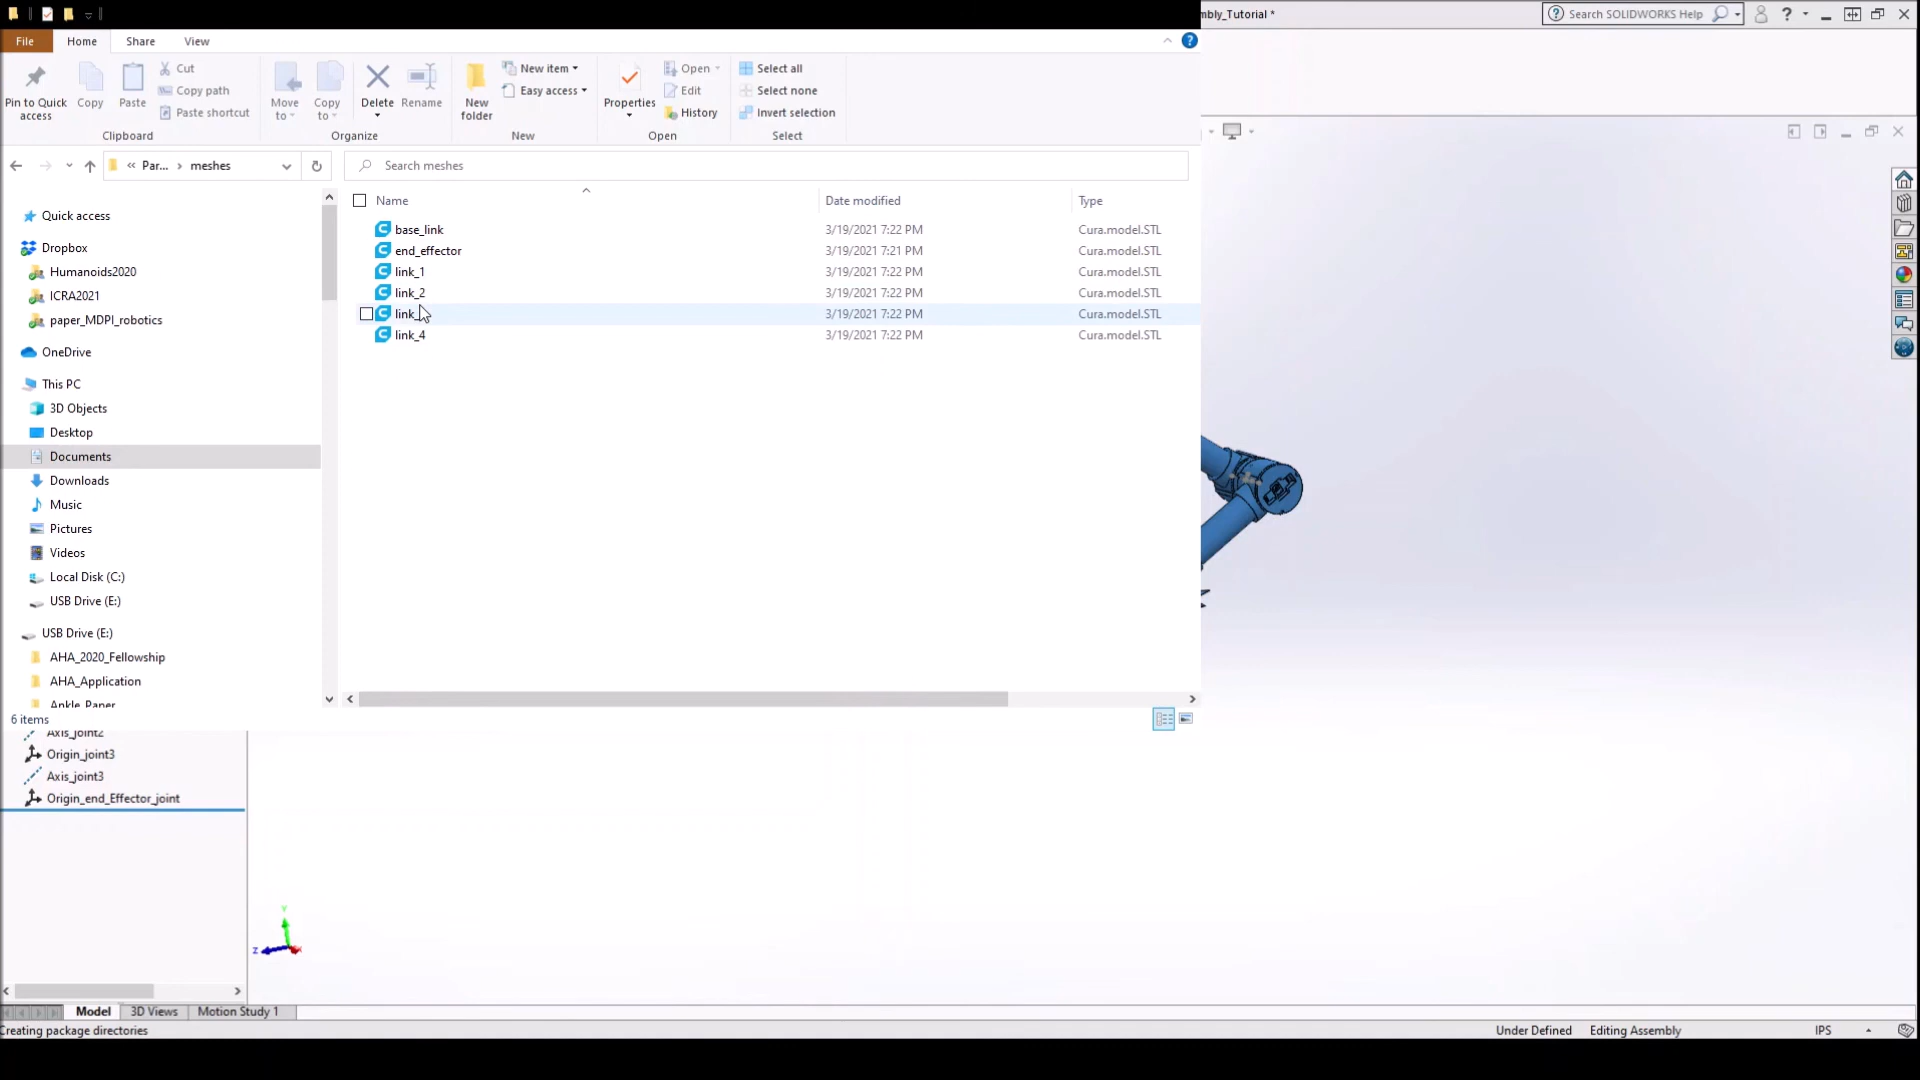 mbly_Tutorial *
Search SOLIDWORKS Help
File Home Share View
Pin to Quick access
Copy
Paste
Cut
Copy path
Paste shortcut
Clipboard
Move to
Copy to
Delete
Rename
Organize
New folder
New item
Easy access
New
Properties
Open
Edit
History
Open
Select all
Select none
Invert selection
Select
« Par... > meshes
Search meshes
Name Date modified Type
base_link 3/19/2021 7:22 PM Cura.model.STL
end_effector 3/19/2021 7:21 PM Cura.model.STL
link_1 3/19/2021 7:22 PM Cura.model.STL
link_2 3/19/2021 7:22 PM Cura.model.STL
link_ 3/19/2021 7:22 PM Cura.model.STL
link_4 3/19/2021 7:22 PM Cura.model.STL
Quick access
Dropbox
Humanoids2020
ICRA2021
paper_MDPI_robotics
OneDrive
This PC
3D Objects
Desktop
Documents
Downloads
Music
Pictures
Videos
Local Disk (C:)
USB Drive (E:)
USB Drive (E:)
AHA_2020_Fellowship
AHA_Application
Ankle_Paper
6 items
Axis_joint2
Origin_joint3
Axis_joint3
Origin_end_Effector_joint
Y
Z
Model 3D Views Motion Study 1
Creating package directories
Under Defined Editing Assembly IPS